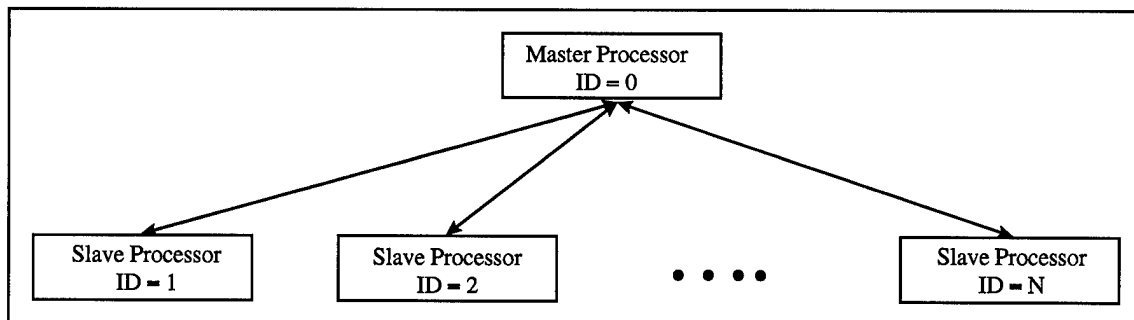 Master Processor
ID = 0
Slave Processor
ID = 1
Slave Processor
ID = 2
Slave Processor
ID = N